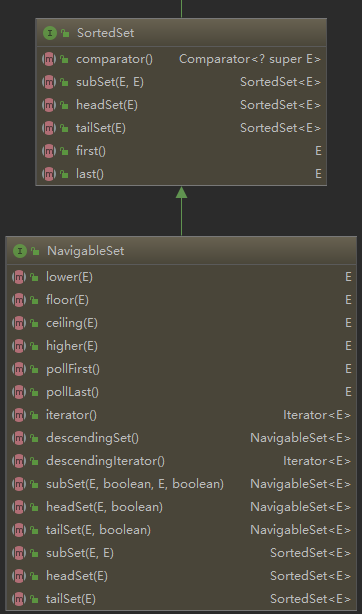 SortedSet
comparator() Comparator<? super E>
subSet(E, E) SortedSet<E>
headSet(E) SortedSet<E>
tailSet(E) SortedSet<E>
first() E
last() E
NavigableSet
lower(E) E
floor(E) E
ceiling(E) E
higher(E) E
pollFirst() E
pollLast() E
iterator() Iterator<E>
descendingSet() NavigableSet<E>
descendingIterator() Iterator<E>
subSet(E, boolean, E, boolean) NavigableSet<E>
headSet(E, boolean) NavigableSet<E>
tailSet(E, boolean) NavigableSet<E>
subSet(E, E) SortedSet<E>
headSet(E) SortedSet<E>
tailSet(E) SortedSet<E>